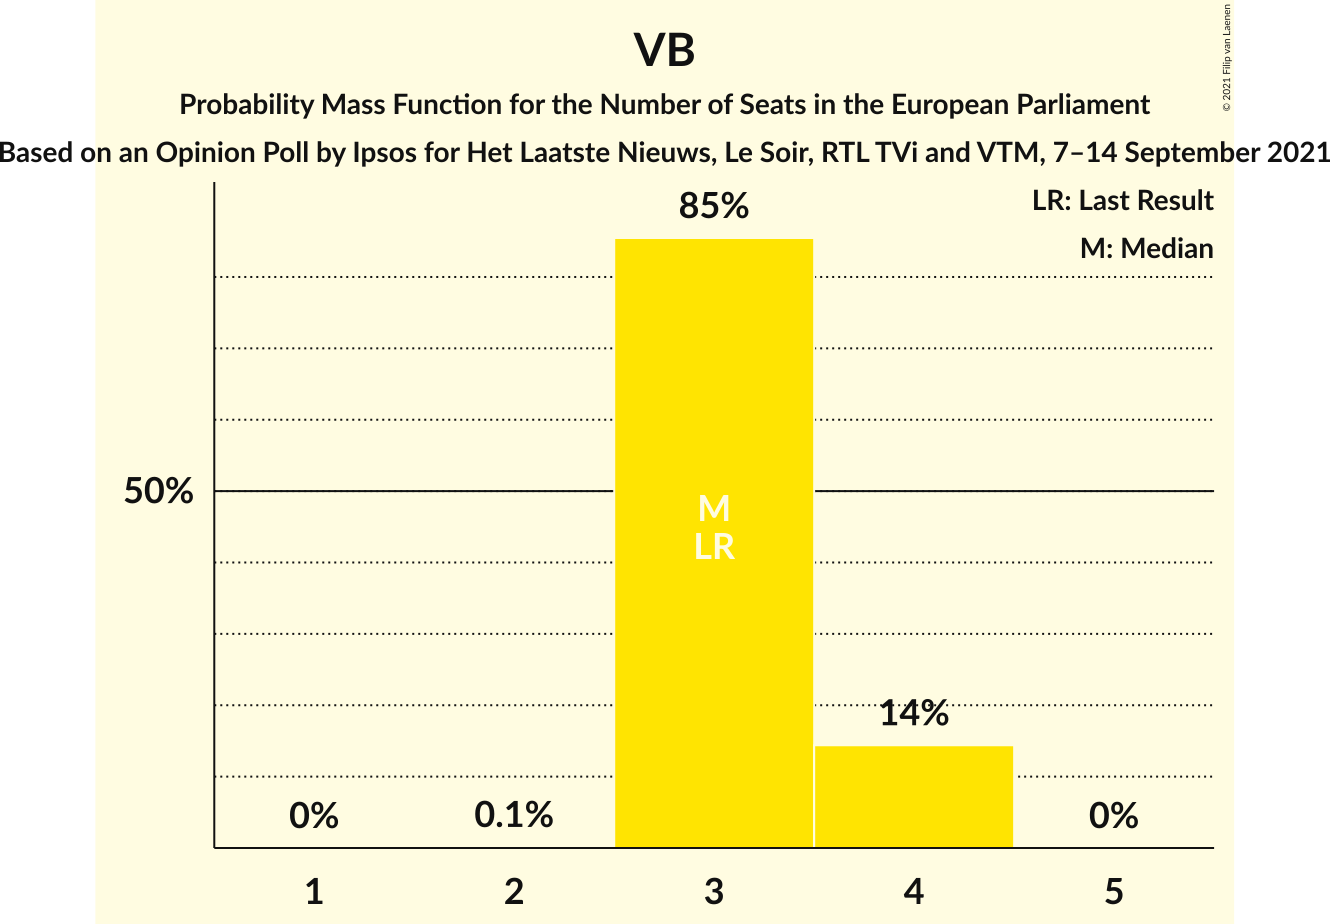 VB
Probability Mass Function for the Number of Seats in the European Parliament
Based on an Opinion Poll by Ipsos for Het Laatste Nieuws, Le Soir, RTL TVi and VTM, 7–14 September 2021
© 2021 Filip van Laenen
LR: Last Result
M: Median
85%
50%
M
LR
14%
0%
0.1%
0%
1 2 3 4 5